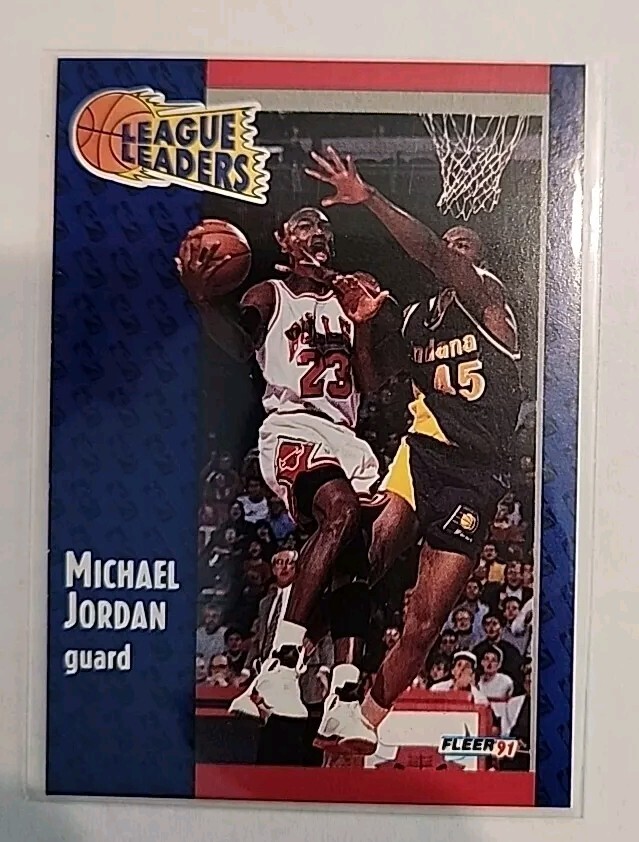 LEAGUE
LEADERS
BULLS
23
Indiana
45
MICHAEL
JORDAN
guard
FLEER '91